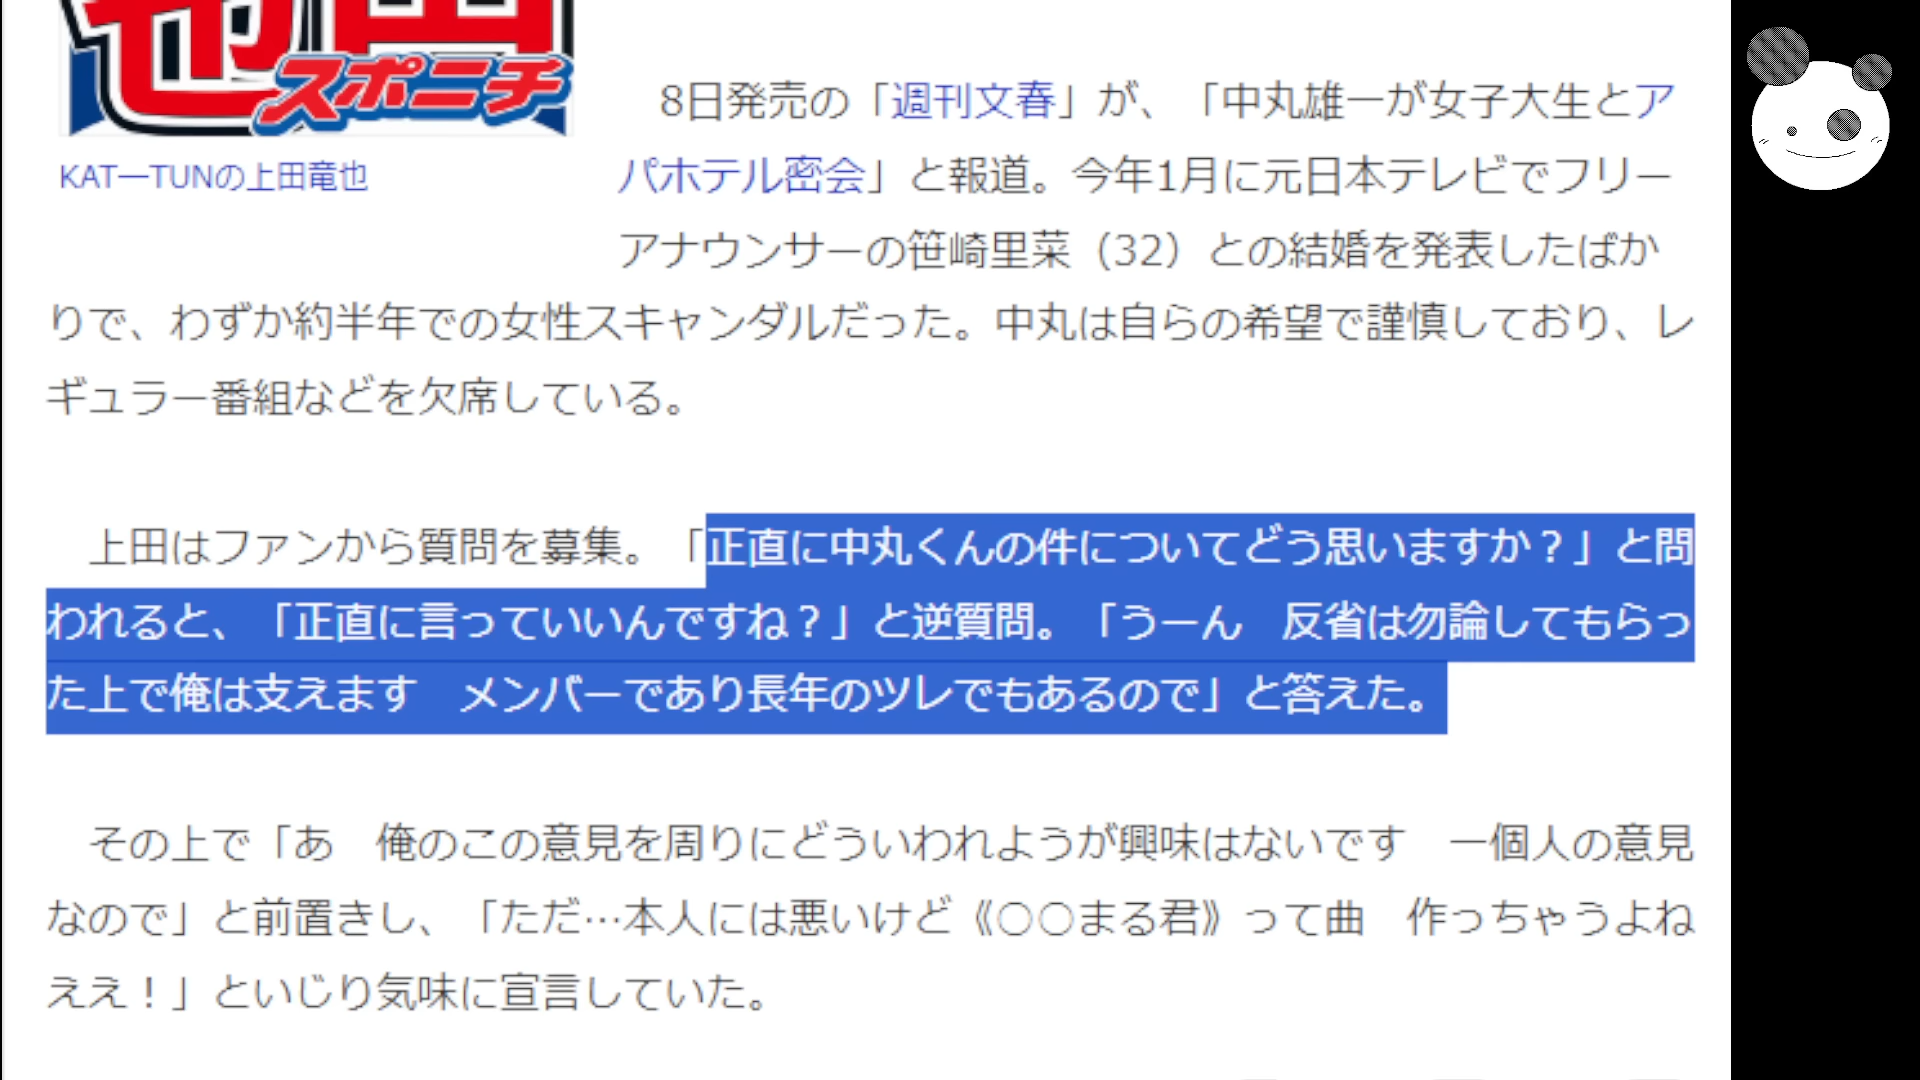 スポニチ
KAT―TUNの上田竜也
8日発売の「週刊文春」が、「中丸雄一が女子大生とア
パホテル密会」と報道。今年1月に元日本テレビでフリー
アナウンサーの笹崎里菜（32）との結婚を発表したばか
りで、わずか約半年での女性スキャンダルだった。中丸は自らの希望で謹慎しており、レ
ギュラー番組などを欠席している。
上田はファンから質問を募集。「正直に中丸くんの件についてどう思いますか？」と問
われると、「正直に言っていいんですね？」と逆質問。「うーん　反省は勿論してもらっ
た上で俺は支えます　メンバーであり長年のツレでもあるので」と答えた。
その上で「あ　俺のこの意見を周りにどういわれようが興味はないです　一個人の意見
なので」と前置きし、「ただ…本人には悪いけど《○○まる君》って曲　作っちゃうよね
ええ！」といじり気味に宣言していた。